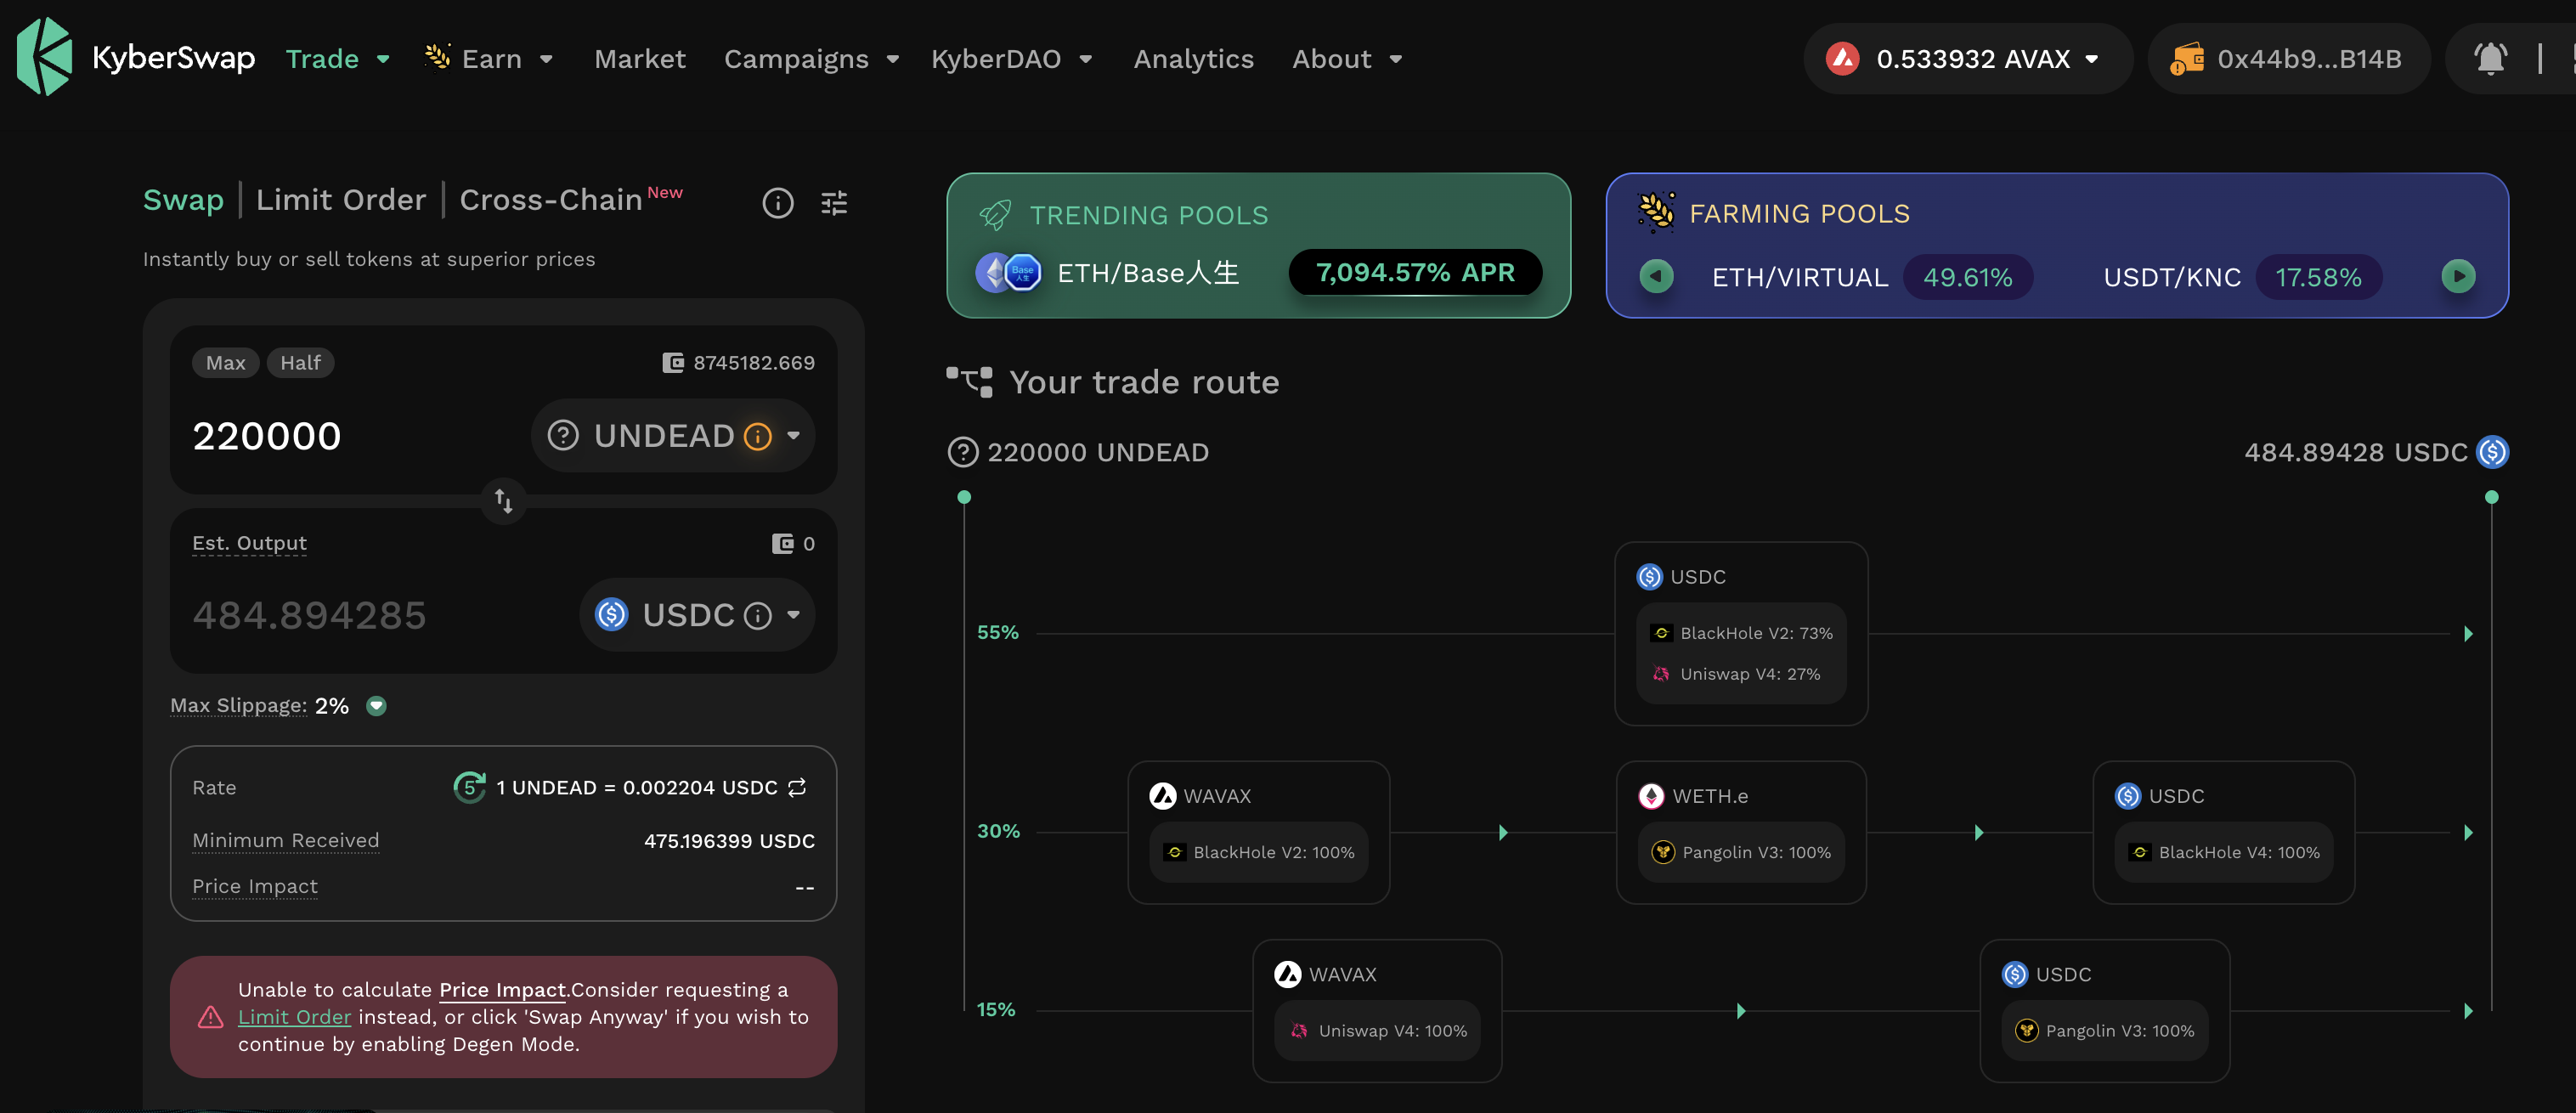 KyberSwap Trade Earn Market Campaigns KyberDAO Analytics About 0.533932 AVAX 0x44b9...B14B
Swap | Limit Order | Cross-Chain New
Instantly buy or sell tokens at superior prices
Max Half 8745182.669
220000 UNDEAD
Est. Output 0
484.894285 USDC
Max Slippage: 2%
Rate 5 1 UNDEAD = 0.002204 USDC
Minimum Received 475.196399 USDC
Price Impact --
Unable to calculate Price Impact.Consider requesting a
Limit Order instead, or click 'Swap Anyway' if you wish to
continue by enabling Degen Mode.
TRENDING POOLS
Base人生 ETH/Base人生 7,094.57% APR
FARMING POOLS
ETH/VIRTUAL 49.61% USDT/KNC 17.58%
Your trade route
220000 UNDEAD 484.89428 USDC
USDC
55%
BlackHole V2: 73%
Uniswap V4: 27%
WAVAX WETH.e USDC
30%
BlackHole V2: 100% Pangolin V3: 100% BlackHole V4: 100%
WAVAX USDC
15%
Uniswap V4: 100% Pangolin V3: 100%